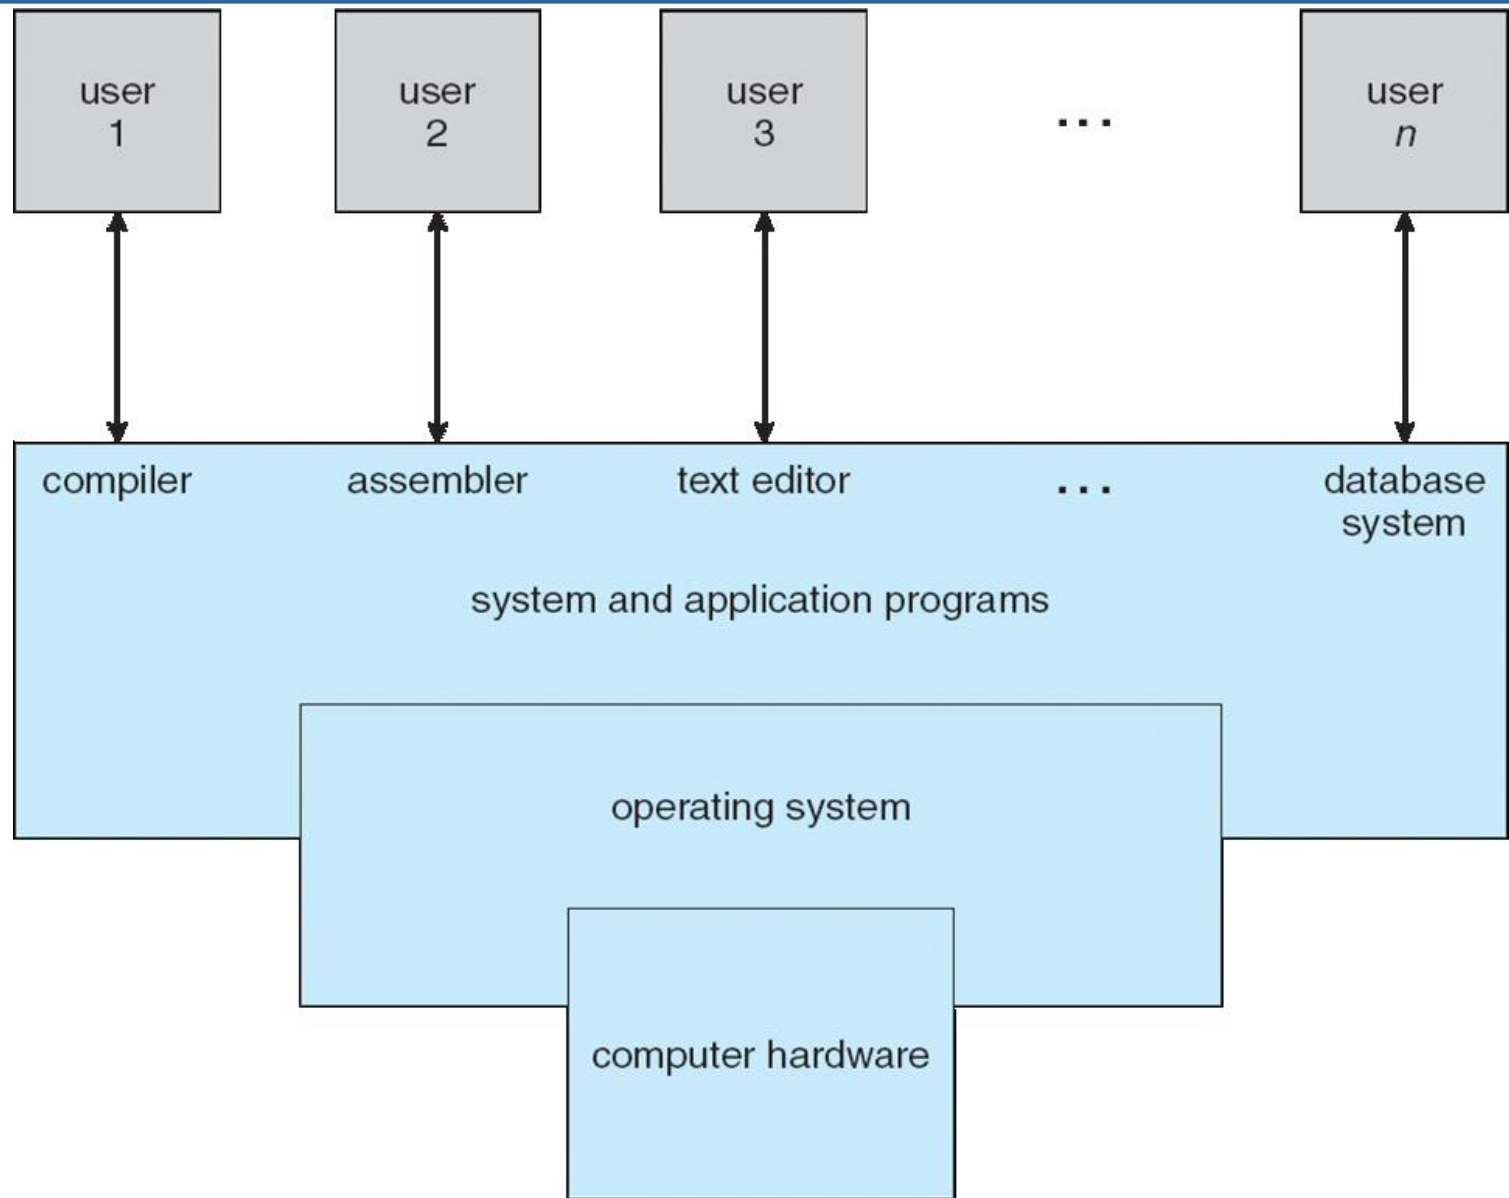 user
1
user
2
user
3
...
user
n
compiler
assembler
text editor
...
database
system
system and application programs
operating system
computer hardware